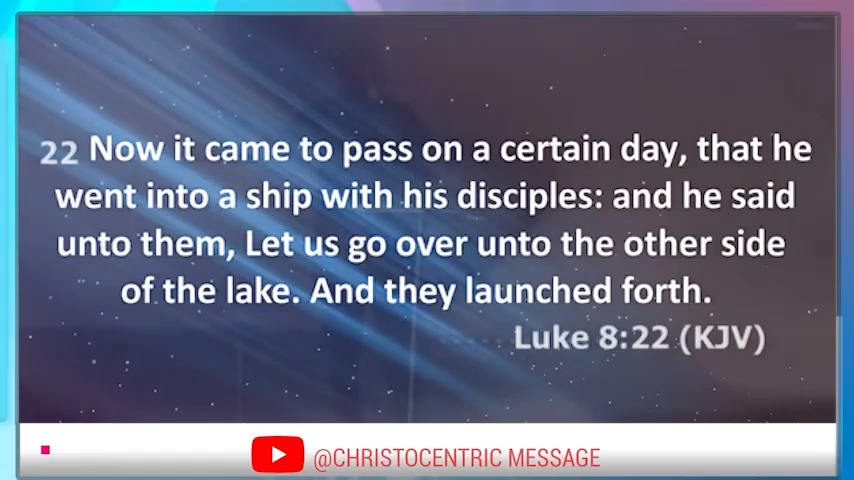 22 Now it came to pass on a certain day, that he
went into a ship with his disciples: and he said
unto them, Let us go over unto the other side
of the lake. And they launched forth.
Luke 8:22 (KJV)
@CHRISTOCENTRIC MESSAGE